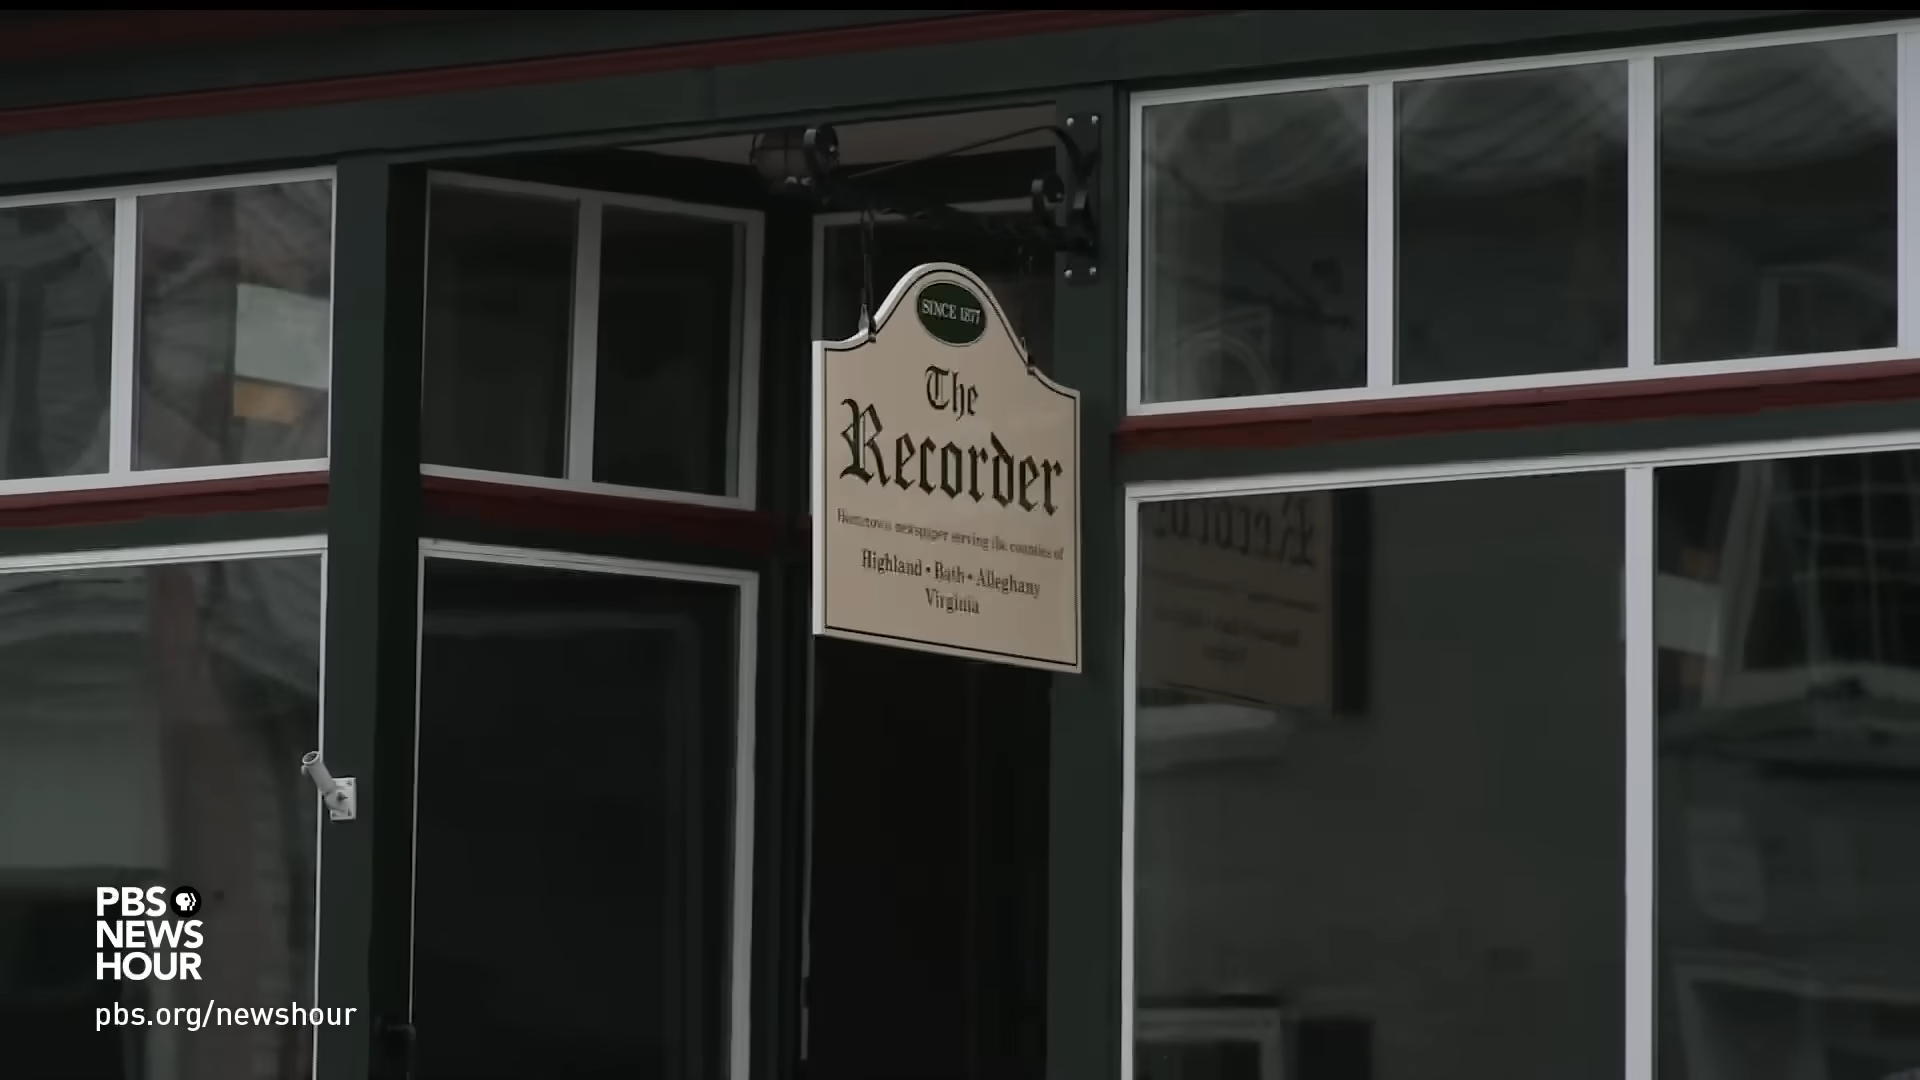 SINCE 1877
The
Recorder
Hometown newspaper serving the counties of
Highland • Bath • Alleghany
Virginia
Recorder
PBS
NEWS
HOUR
pbs.org/newshour